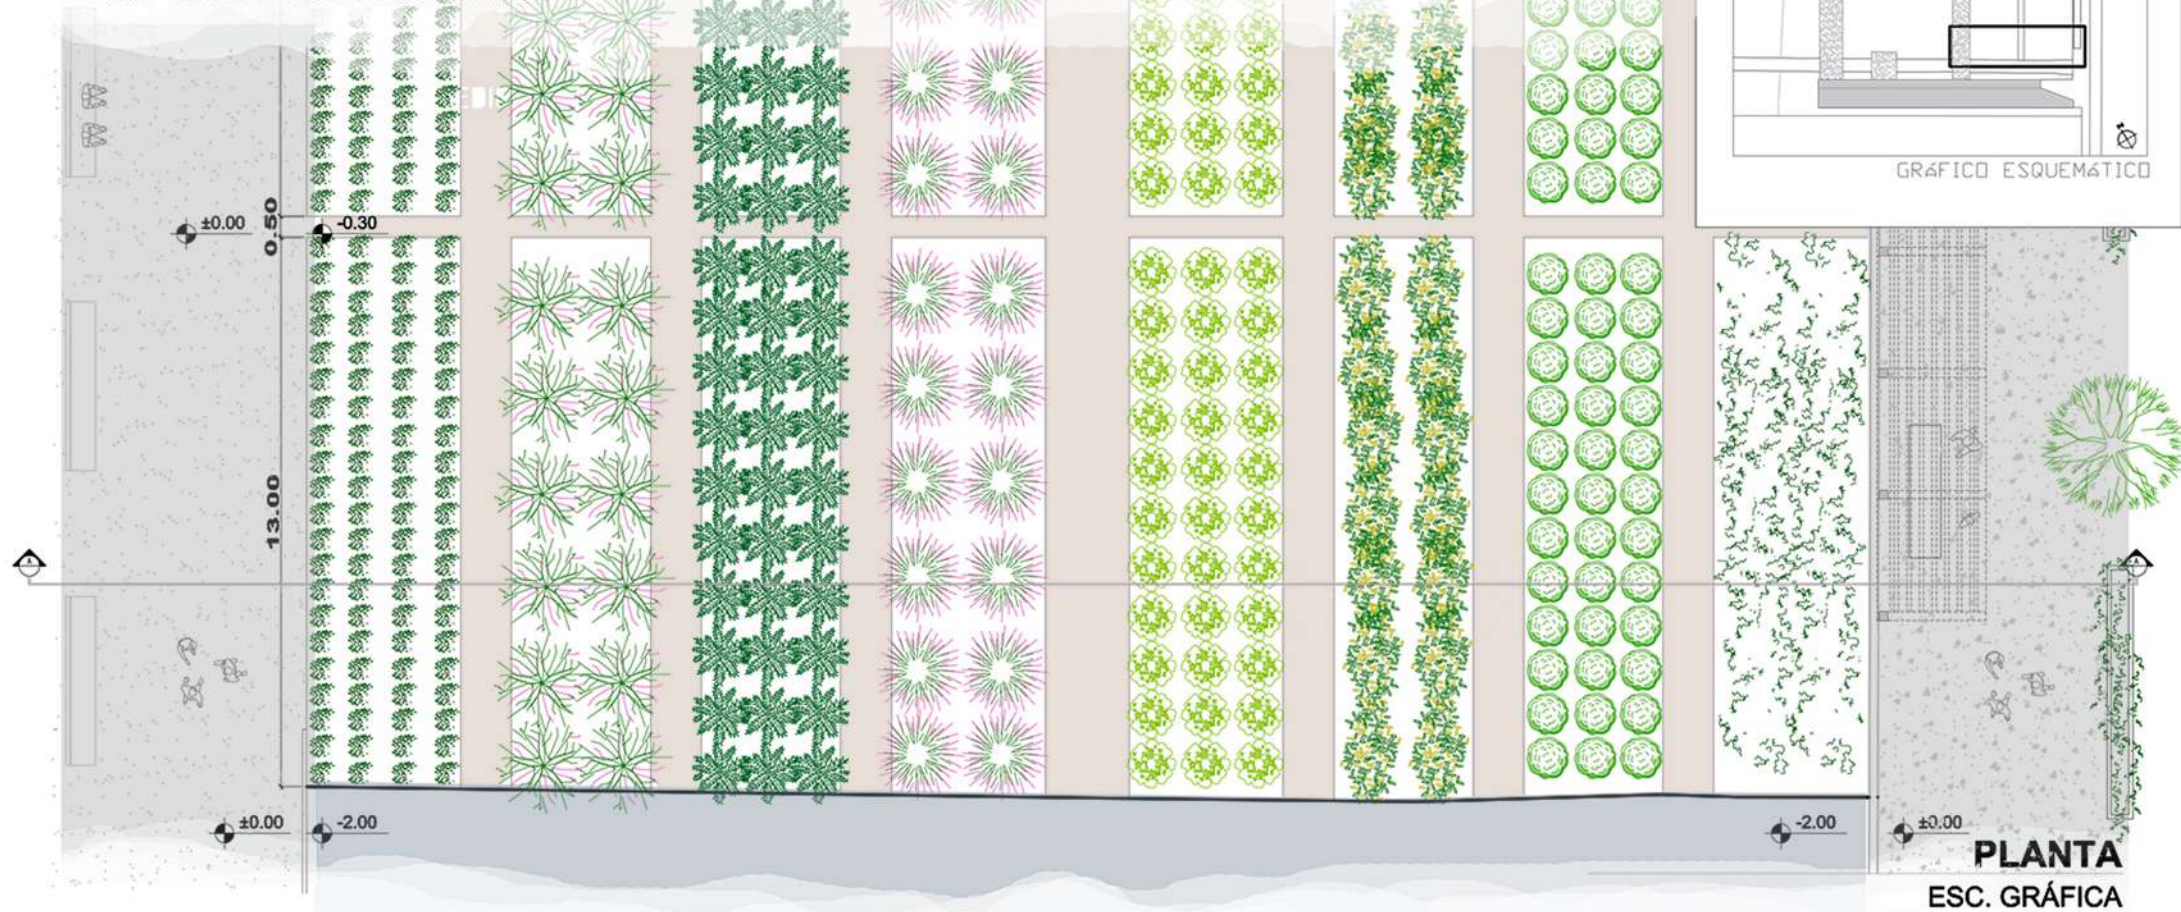 GRÁFICO ESQUEMÁTICO
±0.00
-0.30
0.50
13.00
A
A
±0.00
-2.00
-2.00
±0.00
PLANTA
ESC. GRÁFICA